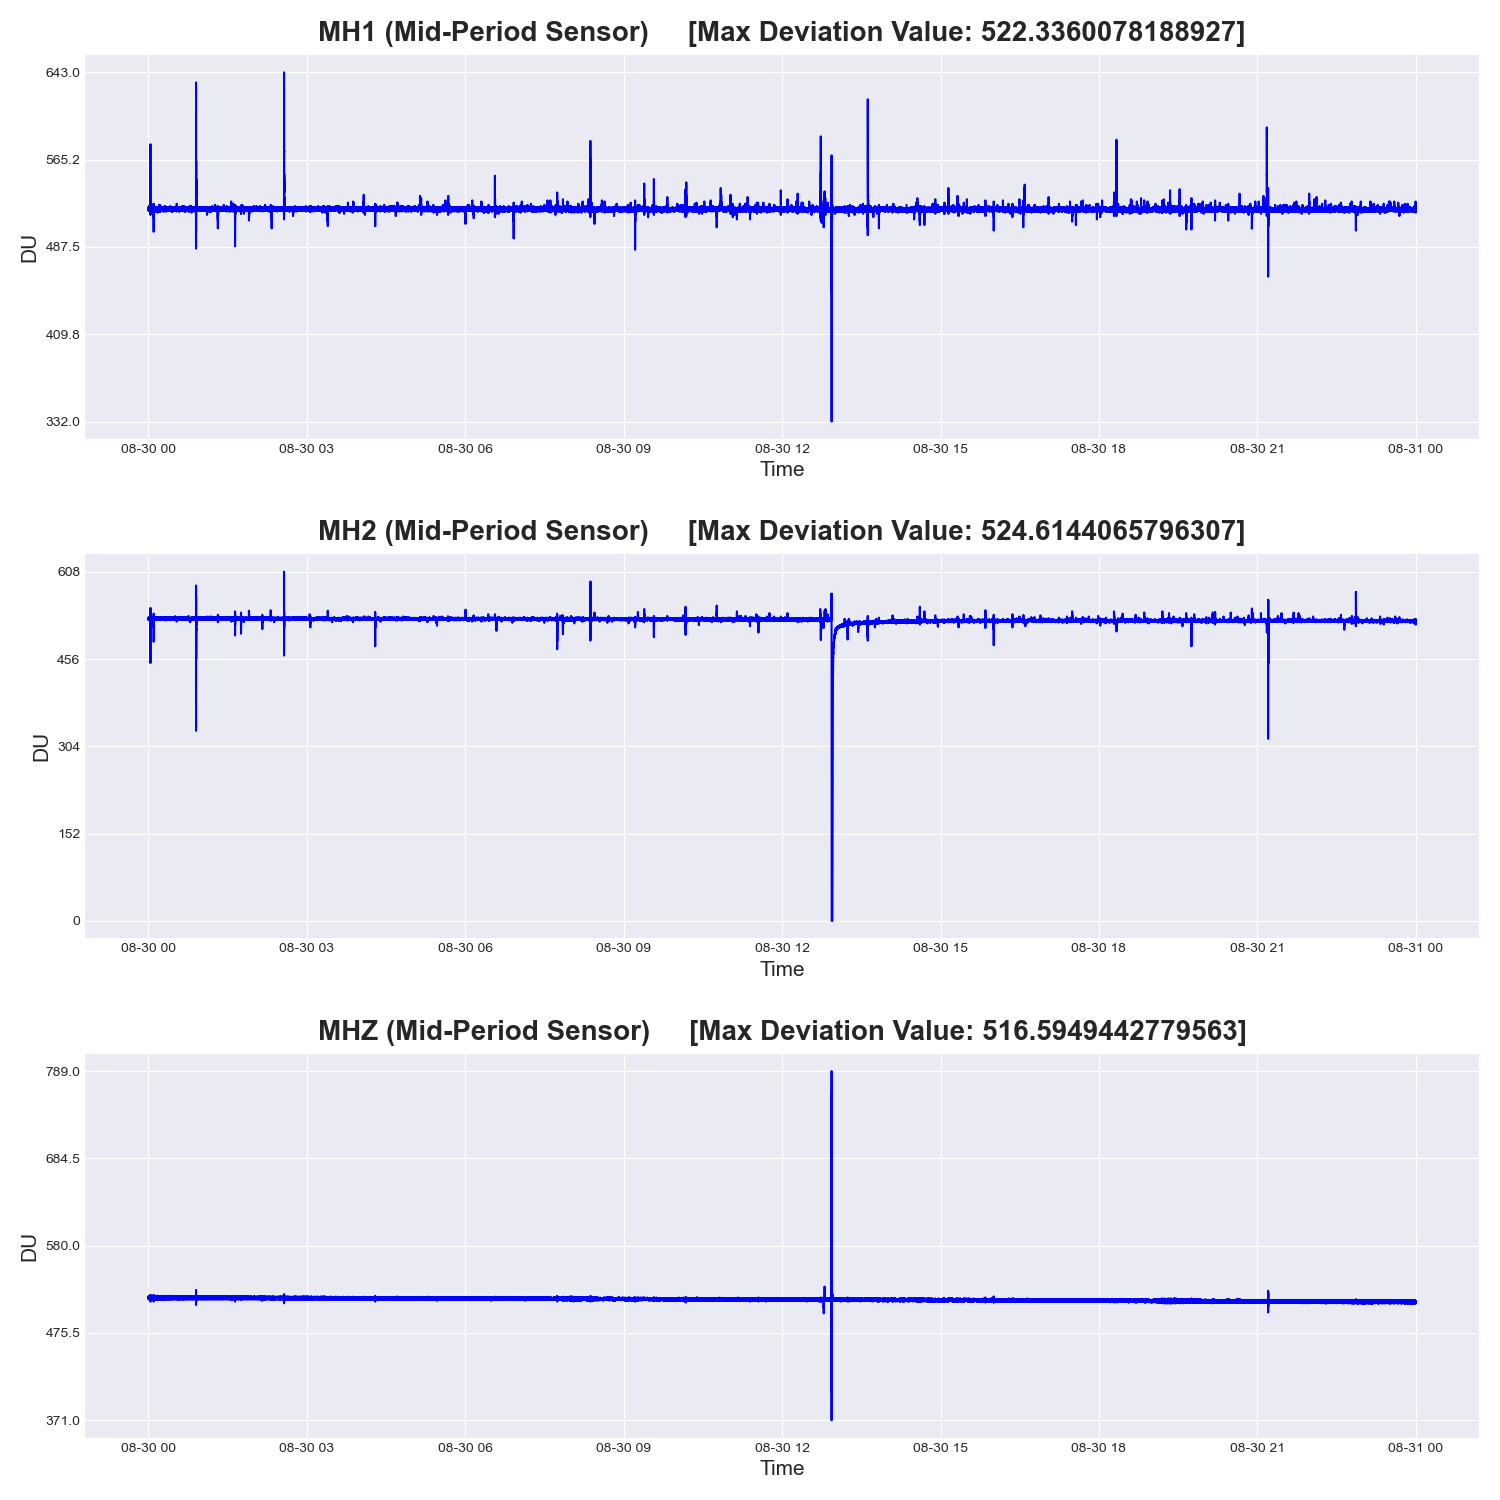 MH1 (Mid-Period Sensor) [Max Deviation Value: 522.3360078188927]
643.0
565.2
487.5
409.8
332.0
DU
08-30 00 08-30 03 08-30 06 08-30 09 08-30 12 08-30 15 08-30 18 08-30 21 08-31 00
Time
MH2 (Mid-Period Sensor) [Max Deviation Value: 524.6144065796307]
608
456
304
152
0
DU
08-30 00 08-30 03 08-30 06 08-30 09 08-30 12 08-30 15 08-30 18 08-30 21 08-31 00
Time
MHZ (Mid-Period Sensor) [Max Deviation Value: 516.5949442779563]
789.0
684.5
580.0
475.5
371.0
DU
08-30 00 08-30 03 08-30 06 08-30 09 08-30 12 08-30 15 08-30 18 08-30 21 08-31 00
Time